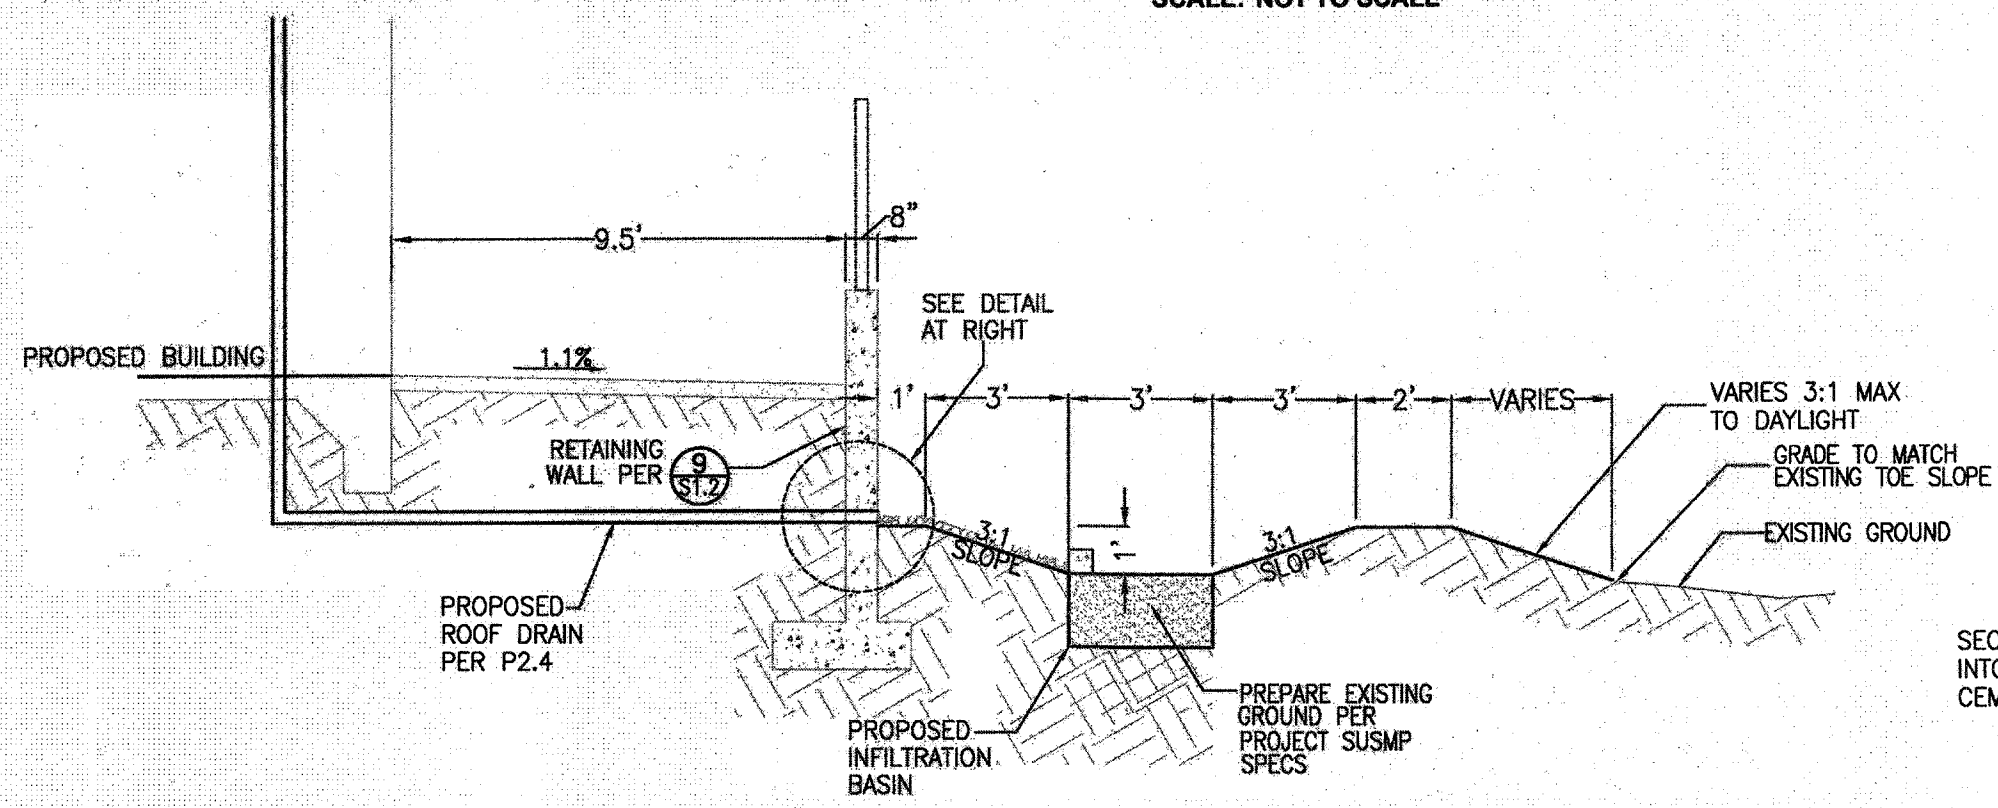 SCALE: NOT TO SCALE
8"
9.5'
SEE DETAIL
AT RIGHT
PROPOSED BUILDING
1.1%
1'
3'
3'
3'
2'
VARIES
VARIES 3:1 MAX
TO DAYLIGHT
RETAINING
WALL PER
9
S1.2
GRADE TO MATCH
EXISTING TOE SLOPE
3:1
SLOPE
1'
3:1
SLOPE
EXISTING GROUND
PROPOSED
ROOF DRAIN
PER P2.4
PREPARE EXISTING
GROUND PER
PROJECT SUSMP
SPECS
PROPOSED
INFILTRATION
BASIN